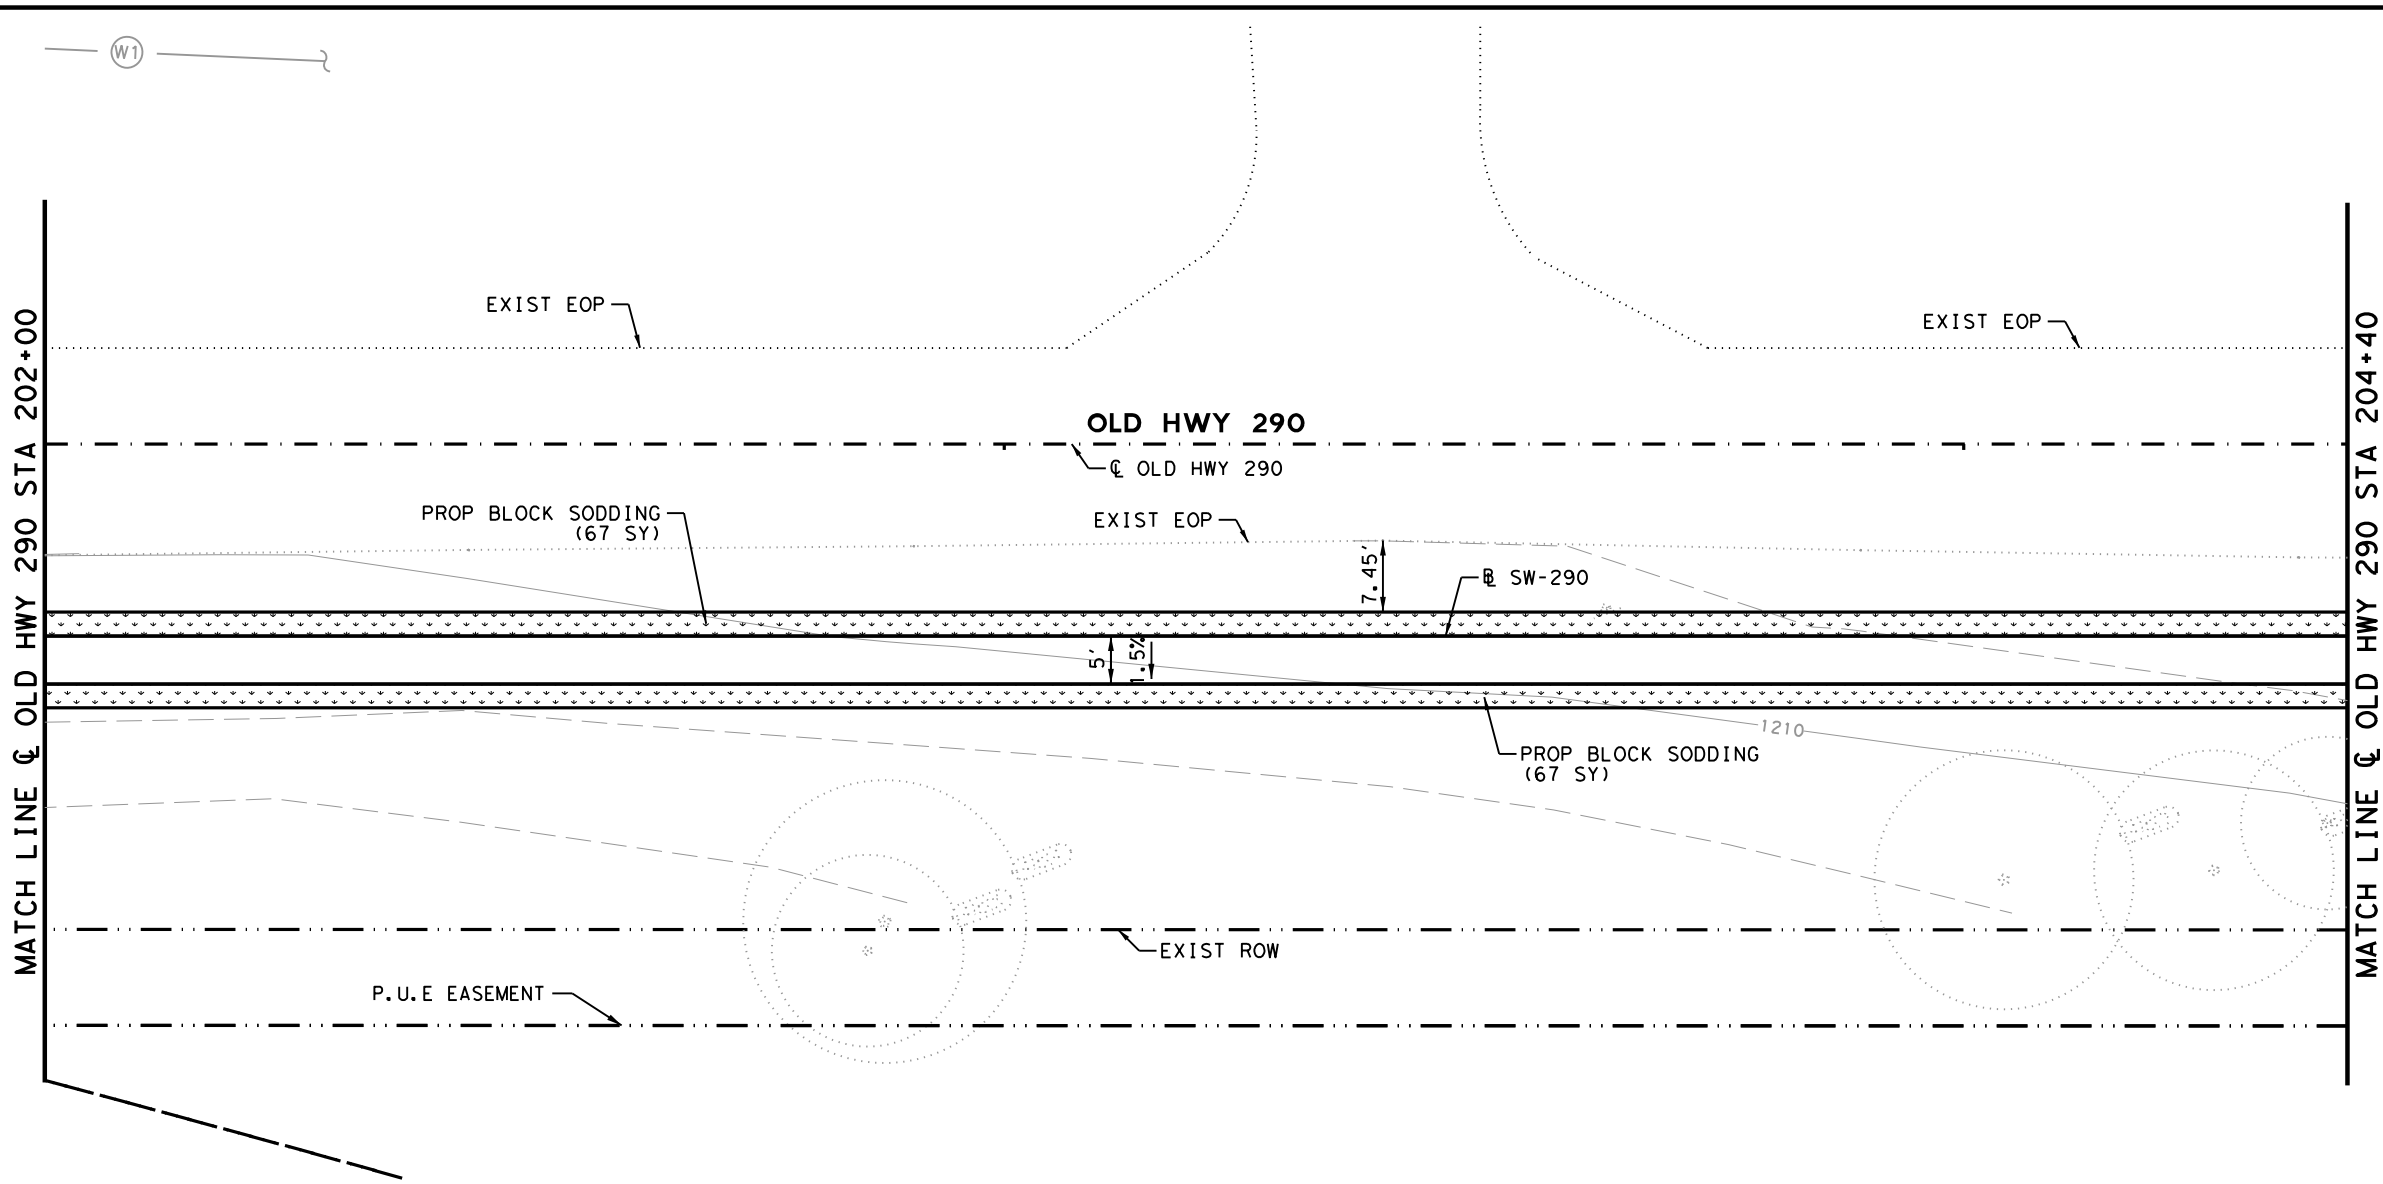 W1
EXIST EOP
EXIST EOP
OLD HWY 290
℄ OLD HWY 290
PROP BLOCK SODDING
(67 SY)
EXIST EOP
7.45'
BL SW-290
5'
1.5%
1210
PROP BLOCK SODDING
(67 SY)
EXIST ROW
P.U.E EASEMENT
MATCH LINE ℄ OLD HWY 290 STA 202+00
MATCH LINE ℄ OLD HWY 290 STA 204+40